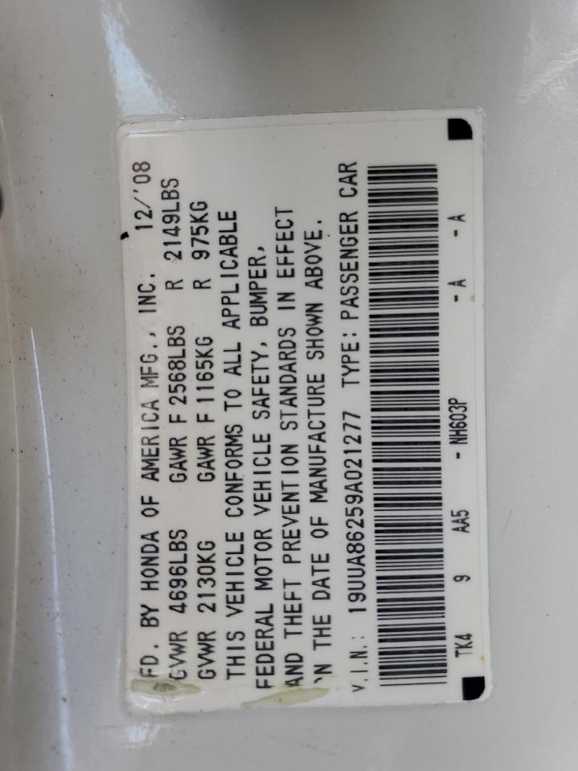 FD. BY HONDA OF AMERICA MFG., INC. 12/'08
GVWR 4696LBS GAWR F 2568LBS R 2149LBS
GVWR 2130KG GAWR F 1165KG R 975KG
THIS VEHICLE CONFORMS TO ALL APPLICABLE
FEDERAL MOTOR VEHICLE SAFETY, BUMPER,
AND THEFT PREVENTION STANDARDS IN EFFECT
ON THE DATE OF MANUFACTURE SHOWN ABOVE.
V.I.N.: 19UUA86259A021277 TYPE: PASSENGER CAR
TK4 9 AA5 - NH603P - A - A